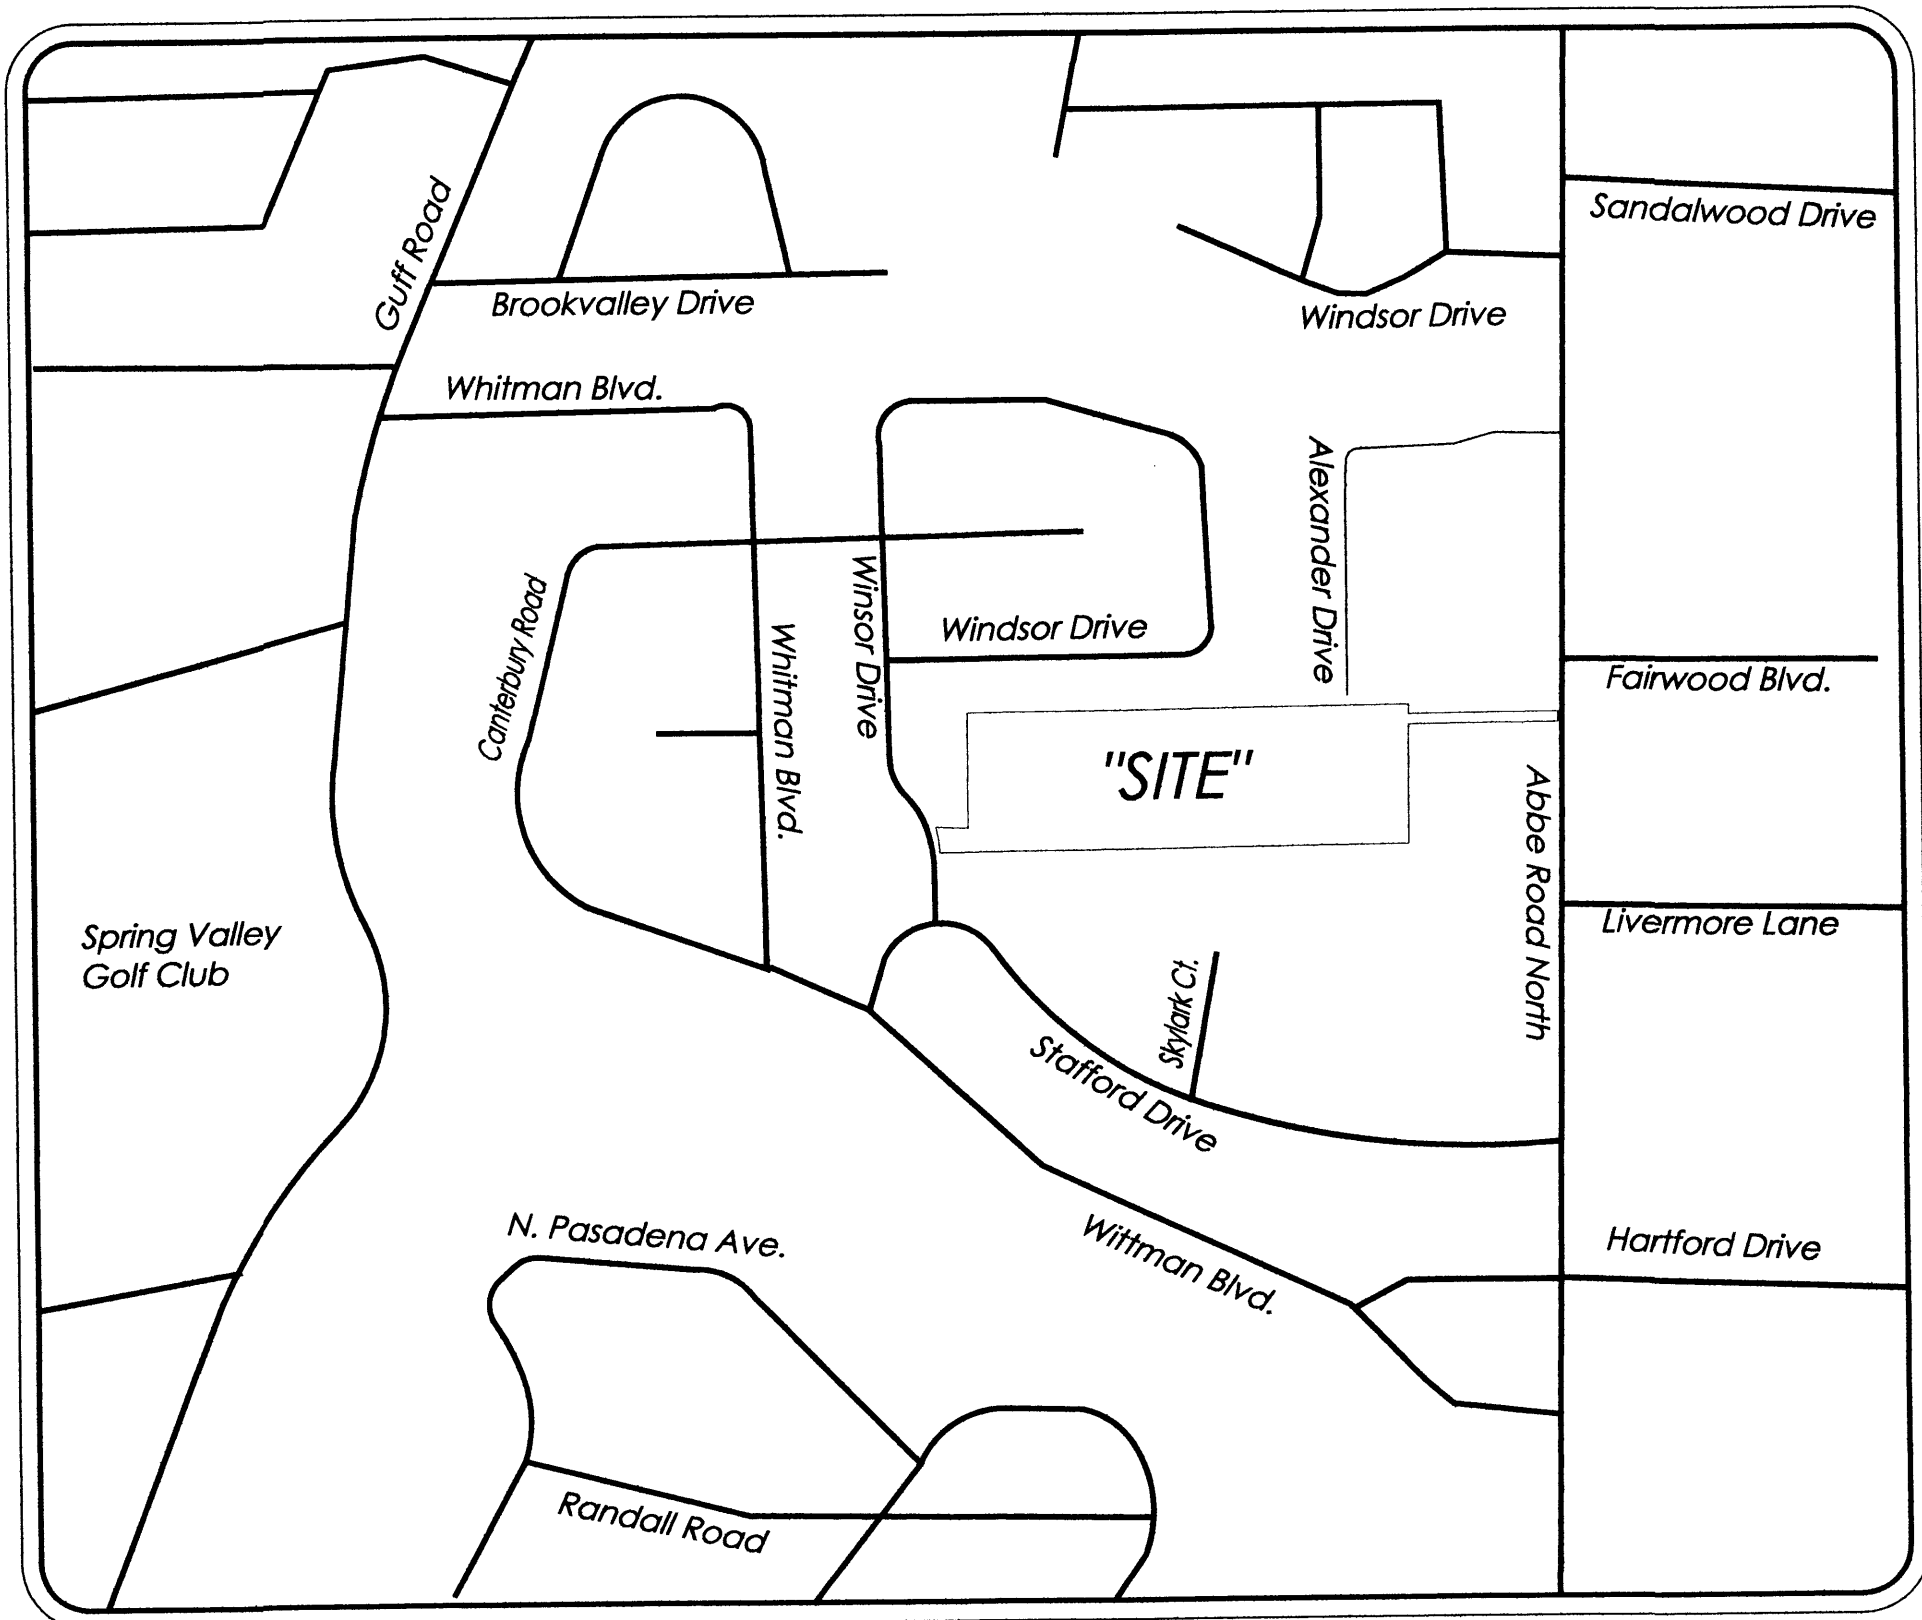 Guff Road
Sandalwood Drive
Brookvalley Drive
Windsor Drive
Whitman Blvd.
Alexander Drive
Winsor Drive
Canterbury Road
Windsor Drive
Whitman Blvd.
Fairwood Blvd.
"SITE"
Abbe Road North
Spring Valley
Golf Club
Livermore Lane
Skylark Ct.
Stafford Drive
N. Pasadena Ave.
Wittman Blvd.
Hartford Drive
Randall Road